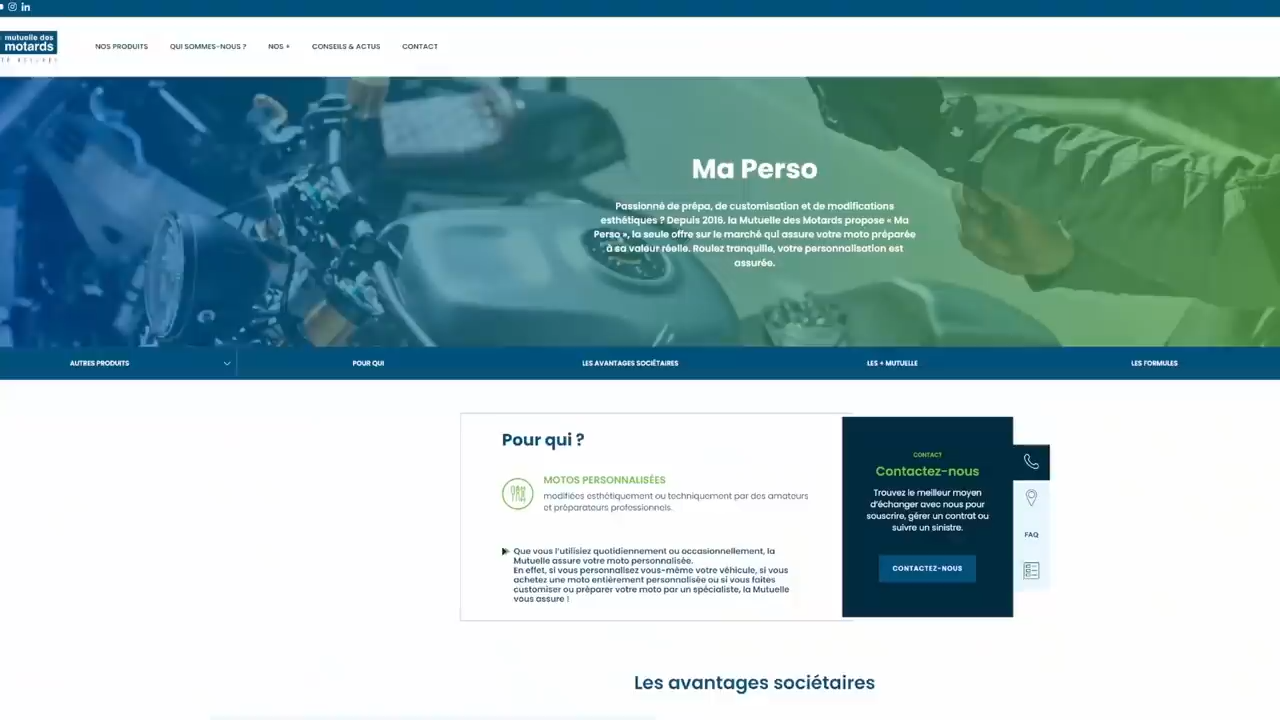 mutuelle des
motards
NOS PRODUITS
QUI SOMMES-NOUS ?
NOS +
CONSEILS & ACTUS
CONTACT
Ma Perso
Passionné de prépa, de customisation et de modifications
esthétiques ? Depuis 2016, la Mutuelle des Motards propose « Ma
Perso », la seule offre sur le marché qui assure votre moto préparée
à sa valeur réelle. Roulez tranquille, votre personnalisation est
assurée.
AUTRES PRODUITS
POUR QUI
LES AVANTAGES SOCIÉTAIRES
LES + MUTUELLE
LES FORMULES
Pour qui ?
MOTOS PERSONNALISÉES
modifiées esthétiquement ou techniquement par des amateurs
et préparateurs professionnels.
Que vous l'utilisiez quotidiennement ou occasionnellement, la
Mutuelle assure votre moto personnalisée.
En effet, si vous personnalisez vous-même votre véhicule, si vous
achetez une moto entièrement personnalisée ou si vous faites
customiser ou préparer votre moto par un spécialiste, la Mutuelle
vous assure !
CONTACT
Contactez-nous
Trouvez le meilleur moyen
d'échanger avec nous pour
souscrire, gérer un contrat ou
suivre un sinistre.
CONTACTEZ-NOUS
FAQ
Les avantages sociétaires